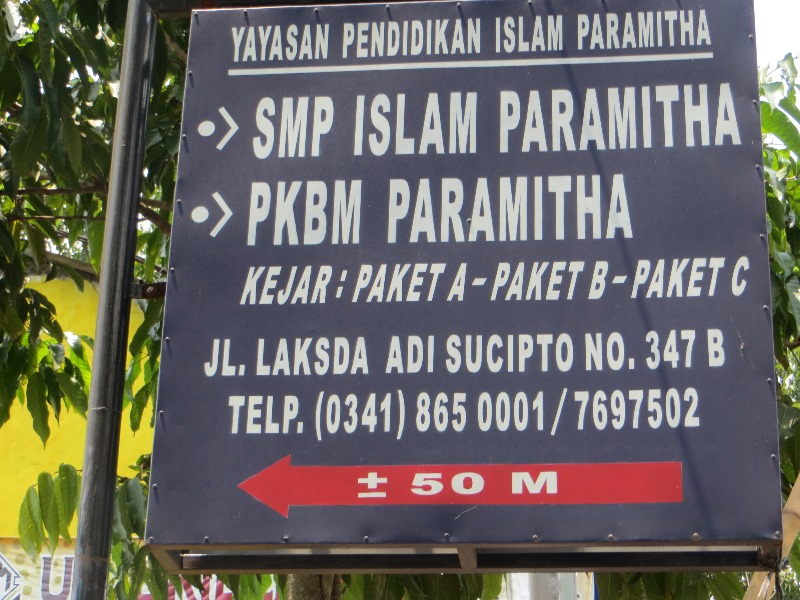 YAYASAN PENDIDIKAN ISLAM PARAMITHA
SMP ISLAM PARAMITHA
PKBM PARAMITHA
KEJAR : PAKET A - PAKET B - PAKET C
JL. LAKSDA ADI SUCIPTO NO. 347 B
TELP. (0341) 865 0001 / 7697502
± 50 M